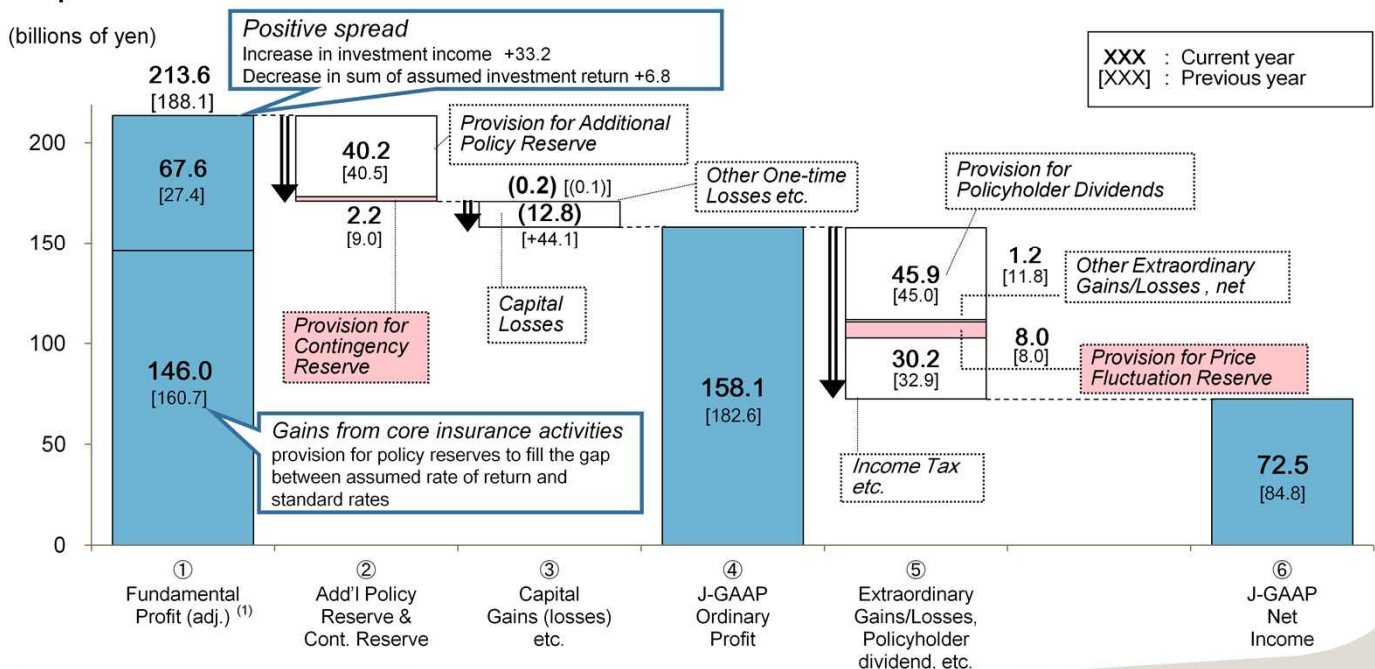 (billions of yen)
Positive spread
Increase in investment income +33.2
Decrease in sum of assumed investment return +6.8
XXX : Current year
[XXX] : Previous year
213.6
[188.1]
200
150
100
50
0
67.6
[27.4]
146.0
[160.7]
Gains from core insurance activities
provision for policy reserves to fill the gap
between assumed rate of return and
standard rates
40.2
[40.5]
2.2
[9.0]
Provision for Additional
Policy Reserve
Provision for
Contingency
Reserve
(0.2) [(0.1)]
(12.8)
[+44.1]
Other One-time
Losses etc.
Capital
Losses
158.1
[182.6]
Provision for
Policyholder Dividends
45.9
[45.0]
1.2
[11.8]
Other Extraordinary
Gains/Losses , net
8.0
[8.0]
30.2
[32.9]
Provision for Price
Fluctuation Reserve
Income Tax
etc.
72.5
[84.8]
①
Fundamental
Profit (adj.) (1)
②
Add'l Policy
Reserve &
Cont. Reserve
③
Capital
Gains (losses)
etc.
④
J-GAAP
Ordinary
Profit
⑤
Extraordinary
Gains/Losses,
Policyholder
dividend, etc.
⑥
J-GAAP
Net
Income